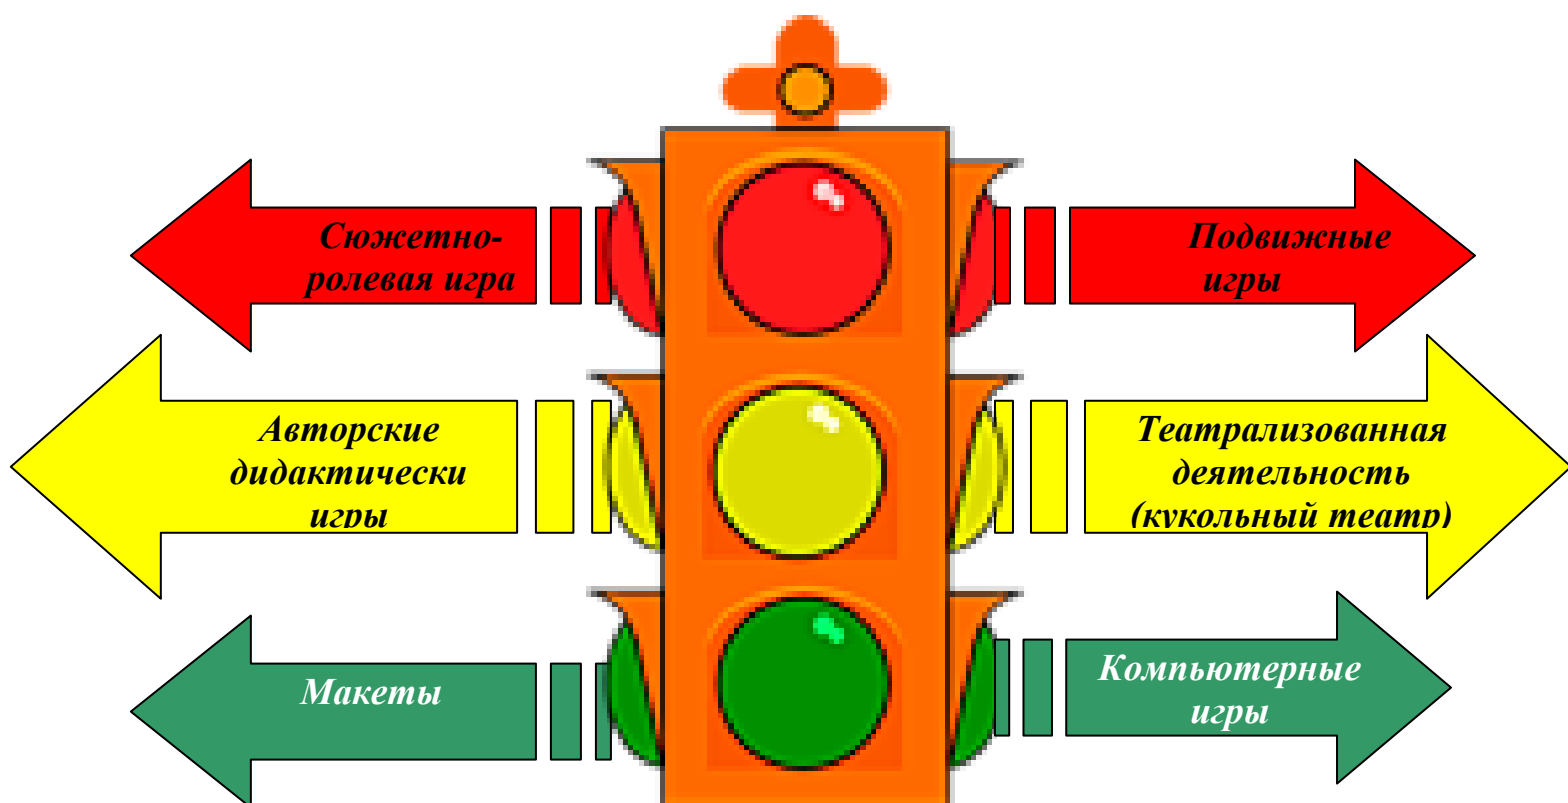 Сюжетно-
ролевая игра
Подвижные
игры
Авторские
дидактически
игры
Театрализованная
деятельность
(кукольный театр)
Макеты
Компьютерные
игры